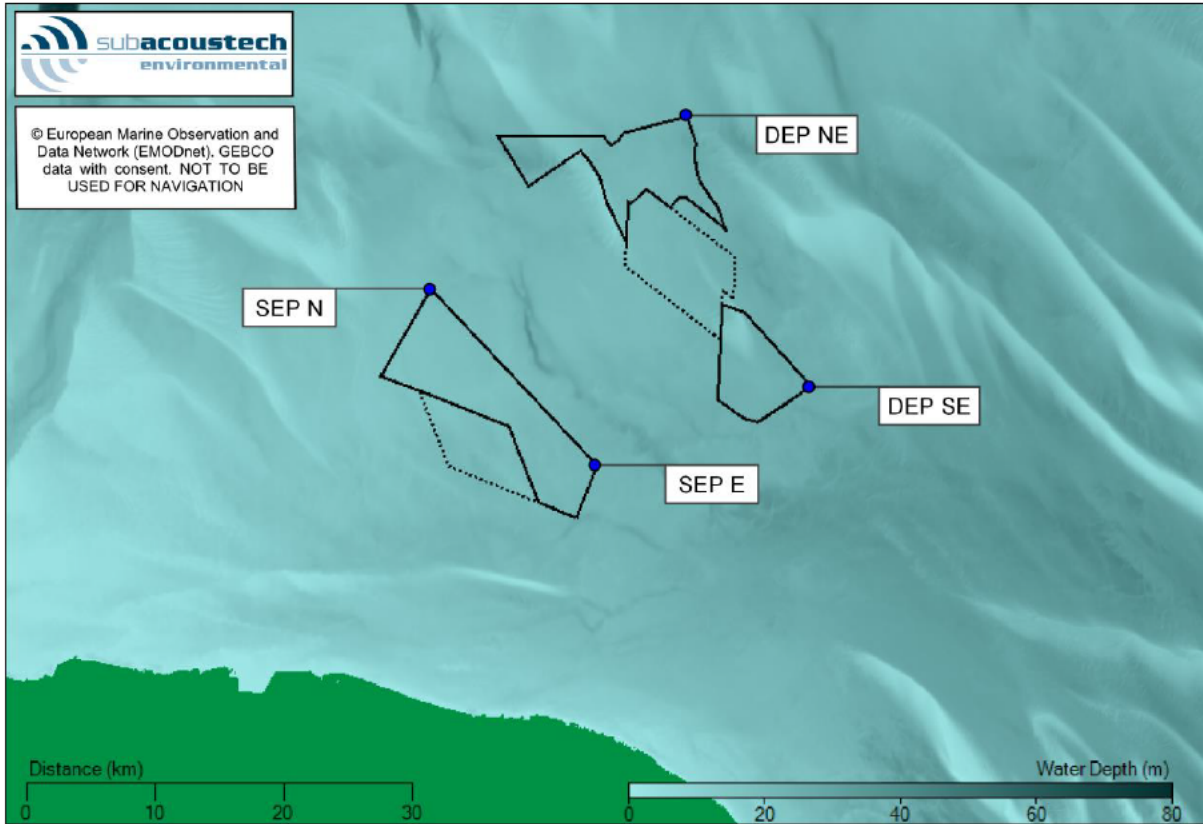 subacoustech
environmental
© European Marine Observation and
Data Network (EMODnet). GEBCO
data with consent. NOT TO BE
USED FOR NAVIGATION
DEP NE
SEP N
DEP SE
SEP E
Distance (km)
0 10 20 30
Water Depth (m)
0 20 40 60 80